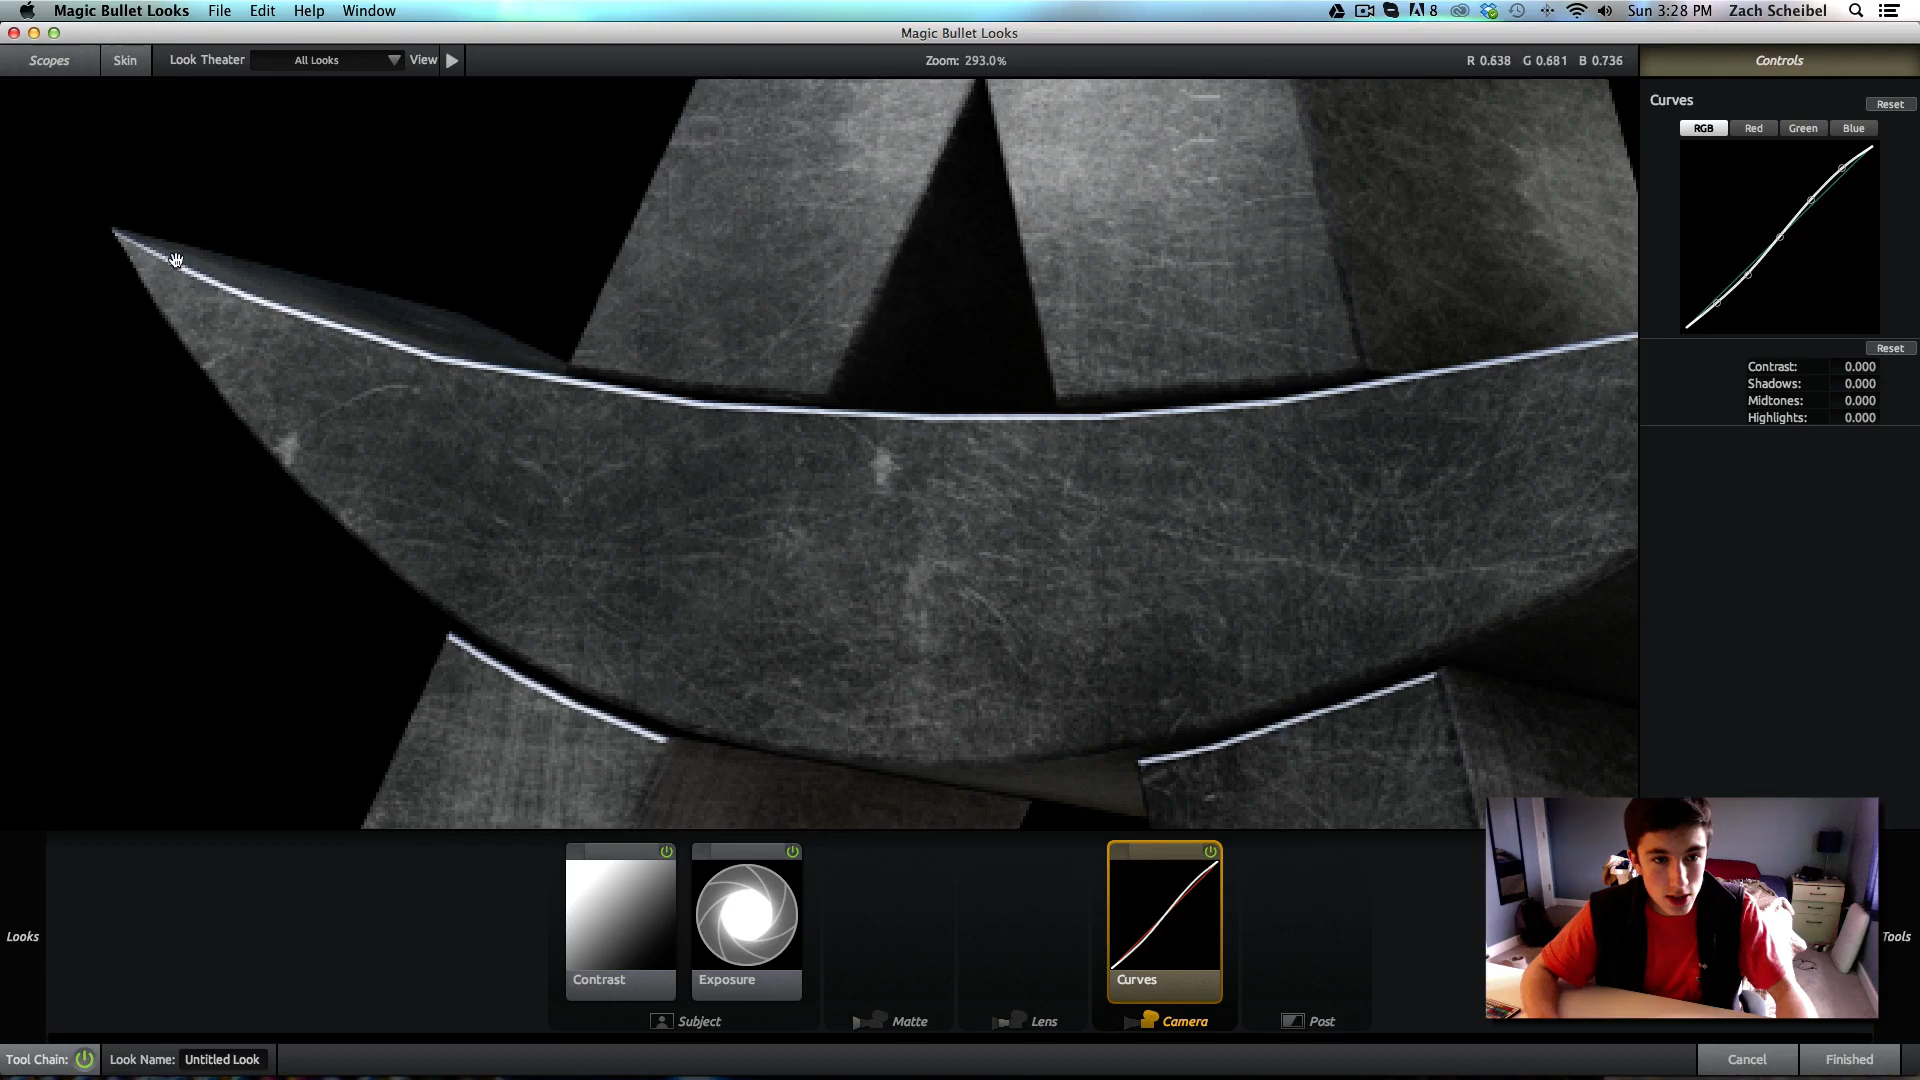 Magic Bullet Looks File Edit Help Window 8 Sun 3:28 PM Zach Scheibel
Magic Bullet Looks
Scopes Skin Look Theater All Looks View Zoom: 293.0% R 0.638 G 0.681 B 0.736 Controls
Curves Reset
RGB Red Green Blue
Reset
Contrast: 0.000
Shadows: 0.000
Midtones: 0.000
Highlights: 0.000
Looks Tools
Contrast Exposure Curves
Subject Matte Lens Camera Post
Tool Chain: Look Name: Untitled Look Cancel Finished